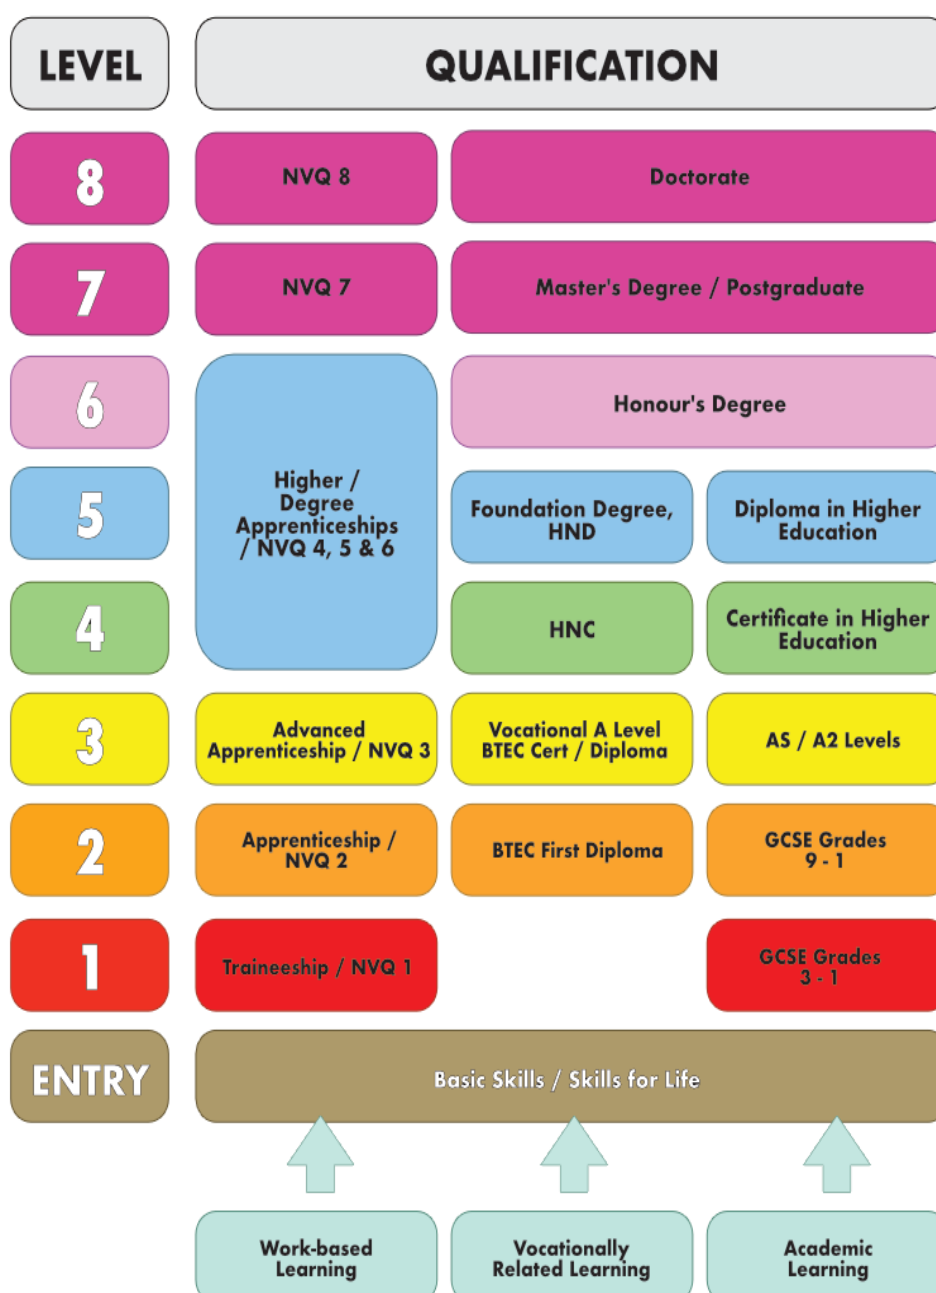 LEVEL
QUALIFICATION
8
NVQ 8
Doctorate
7
NVQ 7
Master's Degree / Postgraduate
6
Honour's Degree
Higher /
Degree
Apprenticeships
/ NVQ 4, 5 & 6
5
Foundation Degree,
HND
Diploma in Higher
Education
4
HNC
Certificate in Higher
Education
3
Advanced
Apprenticeship / NVQ 3
Vocational A Level
BTEC Cert / Diploma
AS / A2 Levels
2
Apprenticeship /
NVQ 2
BTEC First Diploma
GCSE Grades
9 - 1
1
Traineeship / NVQ 1
GCSE Grades
3 - 1
ENTRY
Basic Skills / Skills for Life
Work-based
Learning
Vocationally
Related Learning
Academic
Learning